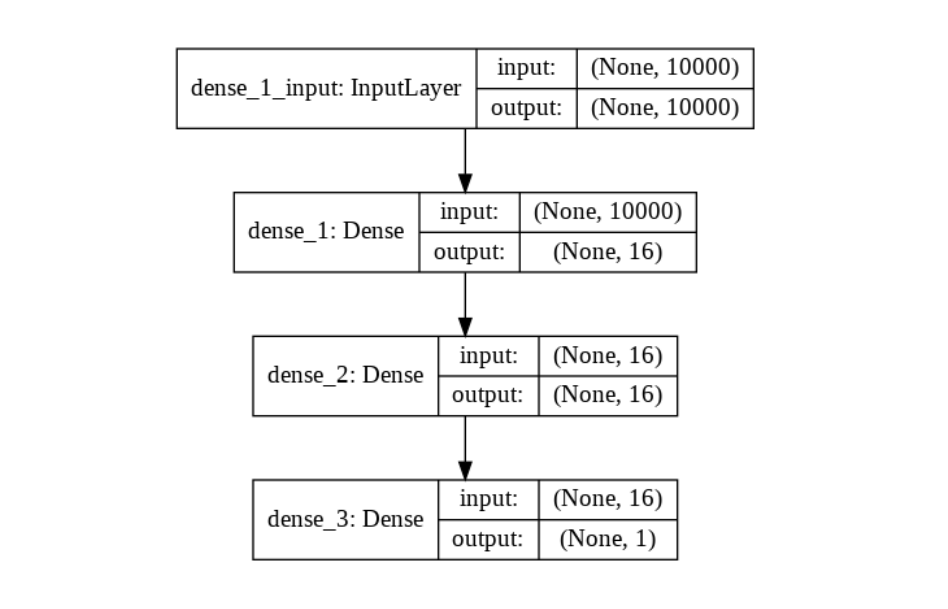 dense_1_input: InputLayer
input: (None, 10000)
output: (None, 10000)
dense_1: Dense
input: (None, 10000)
output: (None, 16)
dense_2: Dense
input: (None, 16)
output: (None, 16)
dense_3: Dense
input: (None, 16)
output: (None, 1)